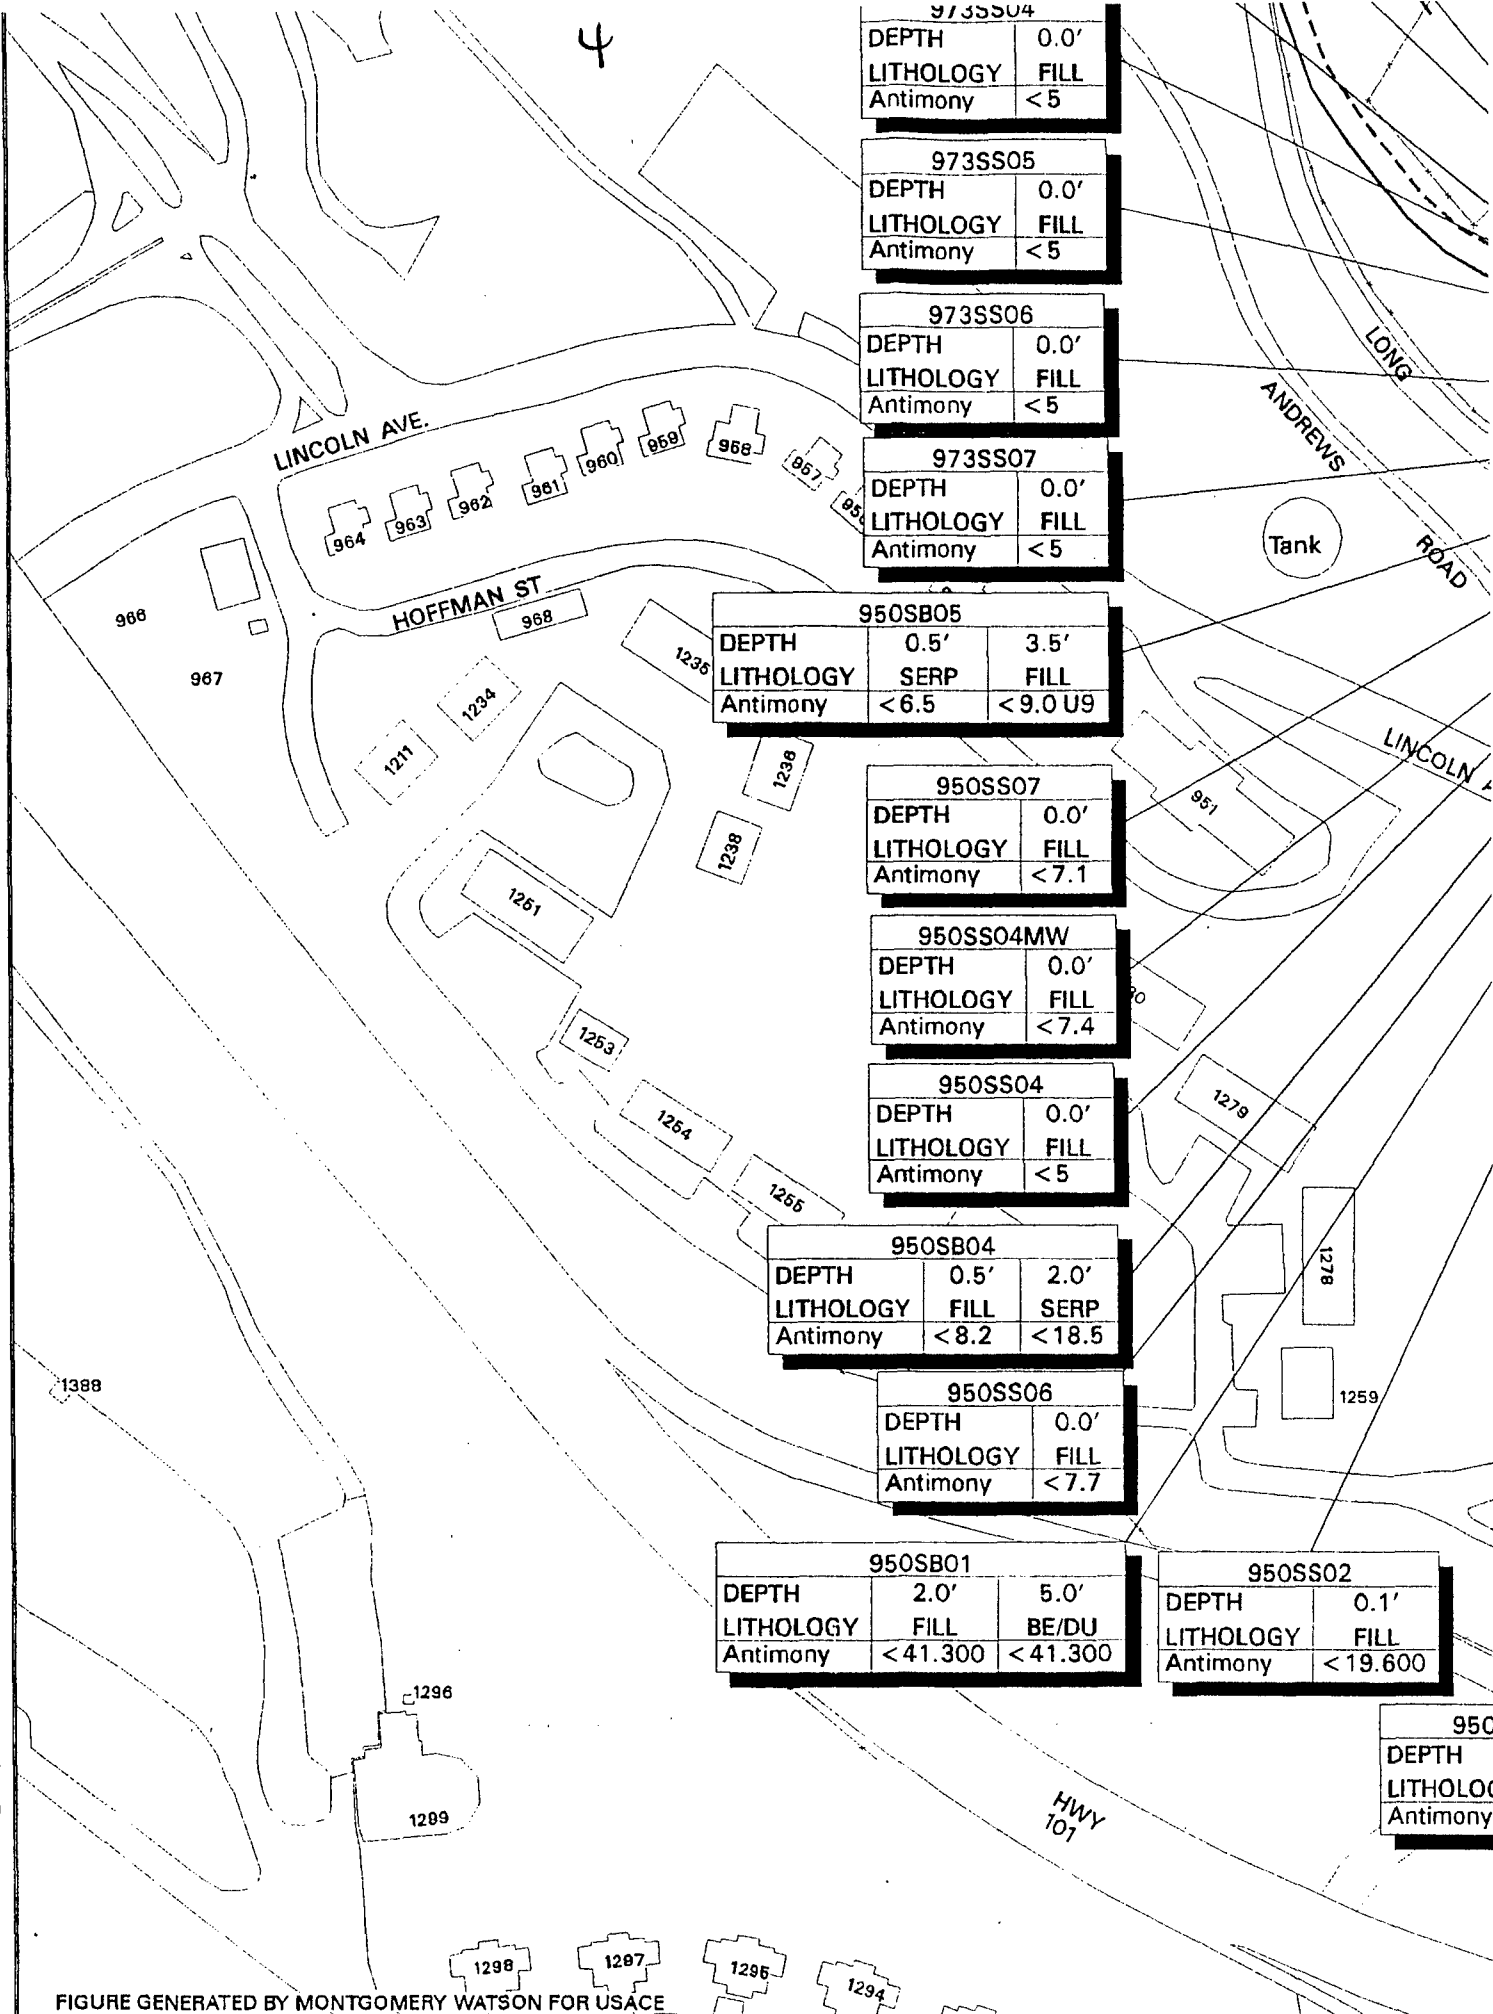 4
973SS04
DEPTH 0.0'
LITHOLOGY FILL
Antimony <5
973SS05
DEPTH 0.0'
LITHOLOGY FILL
Antimony <5
973SS06
DEPTH 0.0'
LITHOLOGY FILL
Antimony <5
LONG
ANDREWS
ROAD
LINCOLN AVE.
964
963
962
961
960
959
958
957
973SS07
DEPTH 0.0'
LITHOLOGY FILL
Antimony <5
Tank
HOFFMAN ST
966
967
968
1235
1234
1211
950SB05
DEPTH 0.5' 3.5'
LITHOLOGY SERP FILL
Antimony <6.5 <9.0 U9
LINCOLN
1236
1238
951
950SS07
DEPTH 0.0'
LITHOLOGY FILL
Antimony <7.1
1251
950SS04MW
DEPTH 0.0'
LITHOLOGY FILL
Antimony <7.4
1253
950SS04
DEPTH 0.0'
LITHOLOGY FILL
Antimony <5
1279
1254
1255
950SB04
DEPTH 0.5' 2.0'
LITHOLOGY FILL SERP
Antimony <8.2 <18.5
1278
1388
950SS06
DEPTH 0.0'
LITHOLOGY FILL
Antimony <7.7
1259
950SB01
DEPTH 2.0' 5.0'
LITHOLOGY FILL BE/DU
Antimony <41.300 <41.300
950SS02
DEPTH 0.1'
LITHOLOGY FILL
Antimony <19.600
1296
1299
950
DEPTH
LITHOLOG
Antimony
HWY
101
1298
1297
1295
1294
FIGURE GENERATED BY MONTGOMERY WATSON FOR USACE